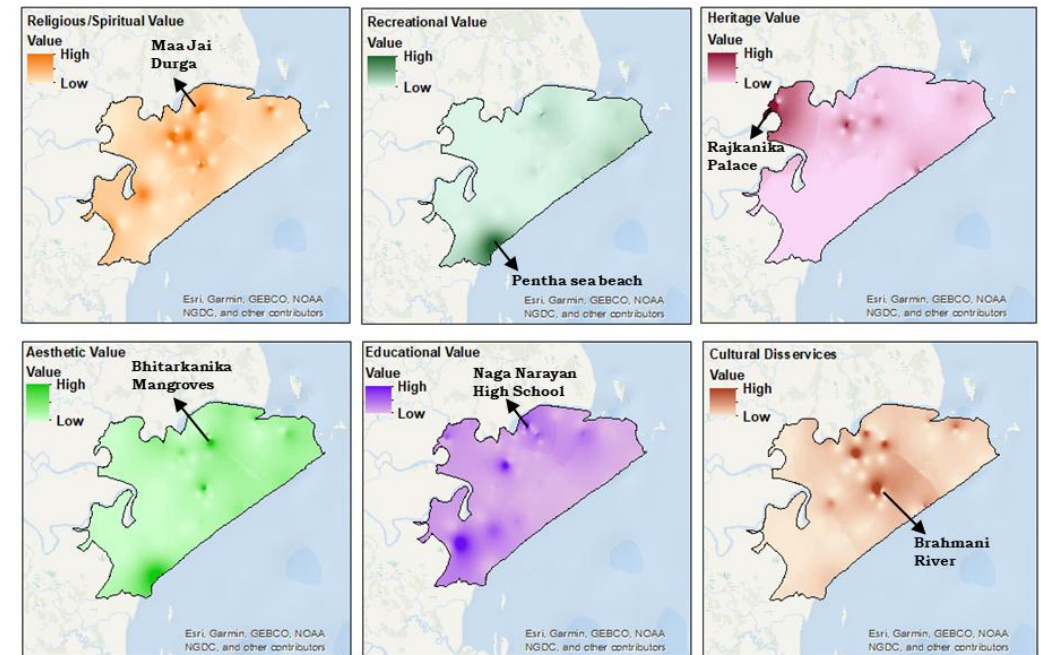 Religious/Spiritual Value
Value
High
Low
Maa Jai
Durga
Esri, Garmin, GEBCO, NOAA
NGDC, and other contributors
Recreational Value
Value
High
Low
Pentha sea beach
Esri, Garmin, GEBCO, NOAA
NGDC, and other contributors
Heritage Value
Value
High
Low
Rajkanika
Palace
Esri, Garmin, GEBCO, NOAA
NGDC, and other contributors
Aesthetic Value
Value
High
Low
Bhitarkanika
Mangroves
Esri, Garmin, GEBCO, NOAA
NGDC, and other contributors
Educational Value
Value
High
Low
Naga Narayan
High School
Esri, Garmin, GEBCO, NOAA
NGDC, and other contributors
Cultural Disservices
Value
High
Low
Brahmani
River
Esri, Garmin, GEBCO, NOAA
NGDC, and other contributors